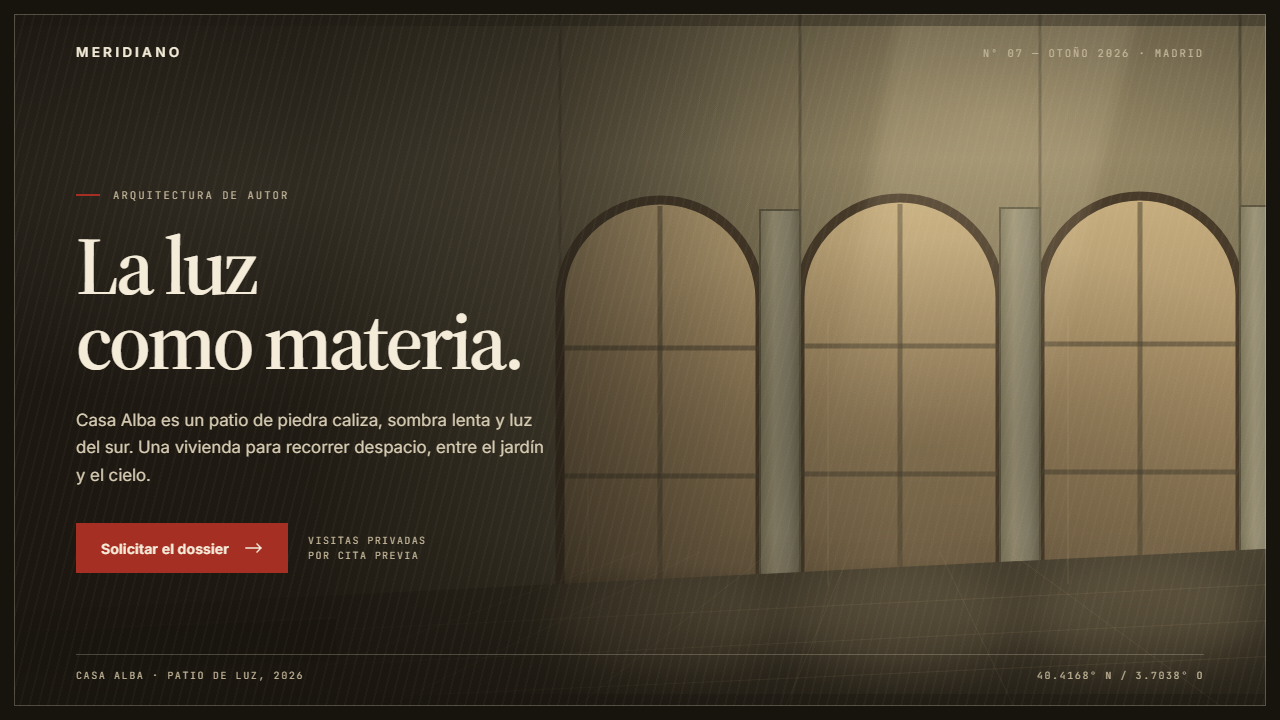 MERIDIANO
N° 07 — OTOÑO 2026 · MADRID
ARQUITECTURA DE AUTOR
La luz
como materia.
Casa Alba es un patio de piedra caliza, sombra lenta y luz
del sur. Una vivienda para recorrer despacio, entre el jardín
y el cielo.
Solicitar el dossier →
VISITAS PRIVADAS
POR CITA PREVIA
CASA ALBA · PATIO DE LUZ, 2026
40.4168° N / 3.7038° O